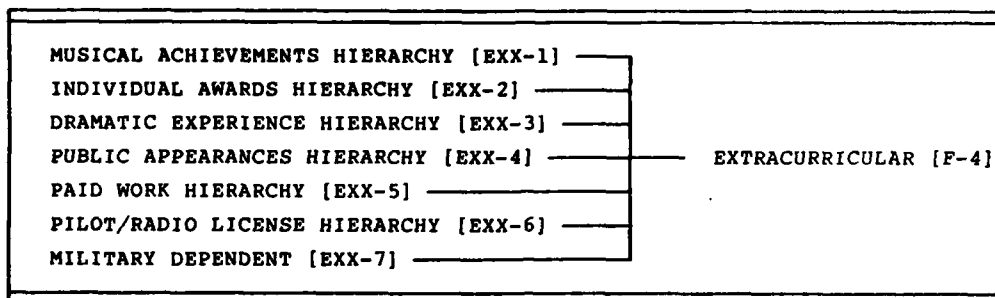 MUSICAL ACHIEVEMENTS HIERARCHY [EXX-1]
INDIVIDUAL AWARDS HIERARCHY [EXX-2]
DRAMATIC EXPERIENCE HIERARCHY [EXX-3]
PUBLIC APPEARANCES HIERARCHY [EXX-4] EXTRACURRICULAR [F-4]
PAID WORK HIERARCHY [EXX-5]
PILOT/RADIO LICENSE HIERARCHY [EXX-6]
MILITARY DEPENDENT [EXX-7]